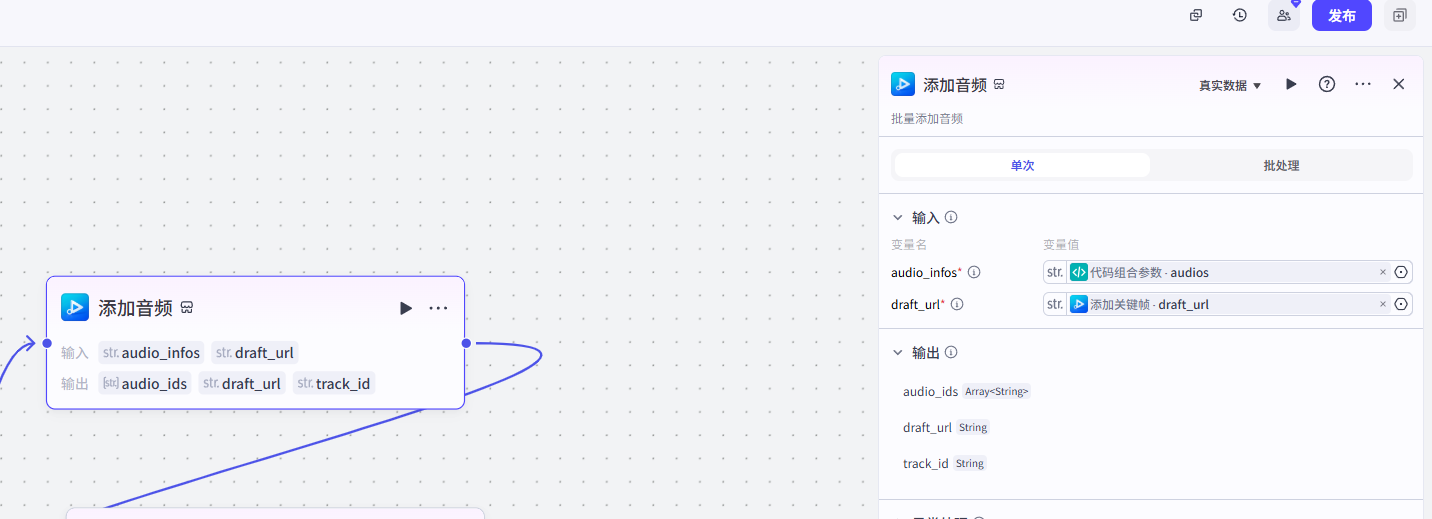 发布
添加音频
真实数据
批量添加音频
单次
批处理
输入
变量名
变量值
audio_infos*
str. 代码组合参数 · audios
draft_url*
str. 添加关键帧 · draft_url
输出
audio_ids Array<String>
draft_url String
track_id String
添加音频
输入 str. audio_infos str. draft_url
输出 [str] audio_ids str. draft_url str. track_id